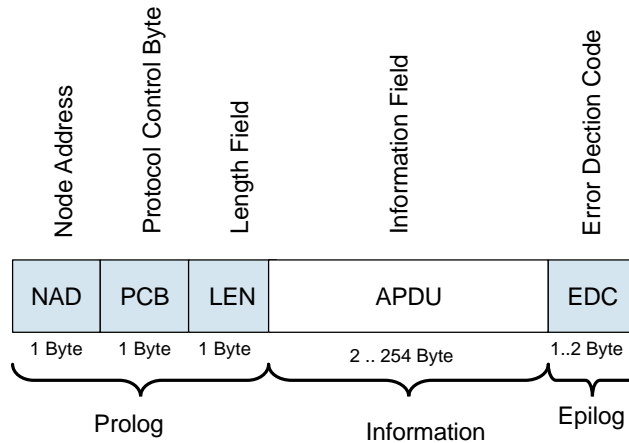 Node Address
Protocol Control Byte
Length Field
Information Field
Error Dection Code
NAD
PCB
LEN
APDU
EDC
1 Byte
1 Byte
1 Byte
2 .. 254 Byte
1..2 Byte
Prolog
Information
Epilog